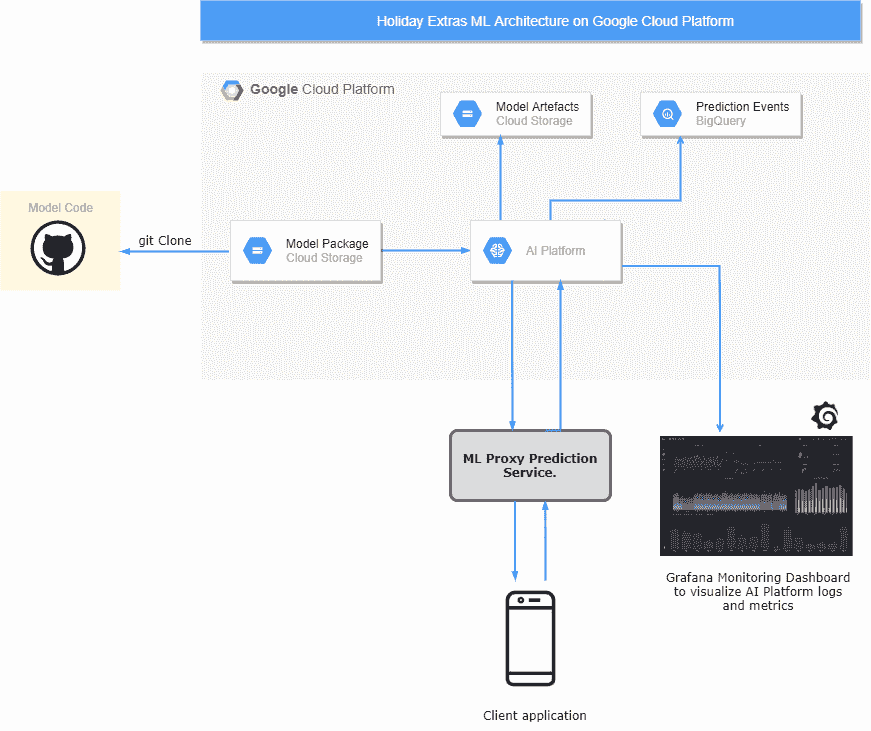 Holiday Extras ML Architecture on Google Cloud Platform
Google Cloud Platform
Model Artefacts
Cloud Storage
Prediction Events
BigQuery
Model Code
git Clone
Model Package
Cloud Storage
AI Platform
ML Proxy Prediction
Service.
Grafana Monitoring Dashboard
to visualize AI Platform logs
and metrics
Client application